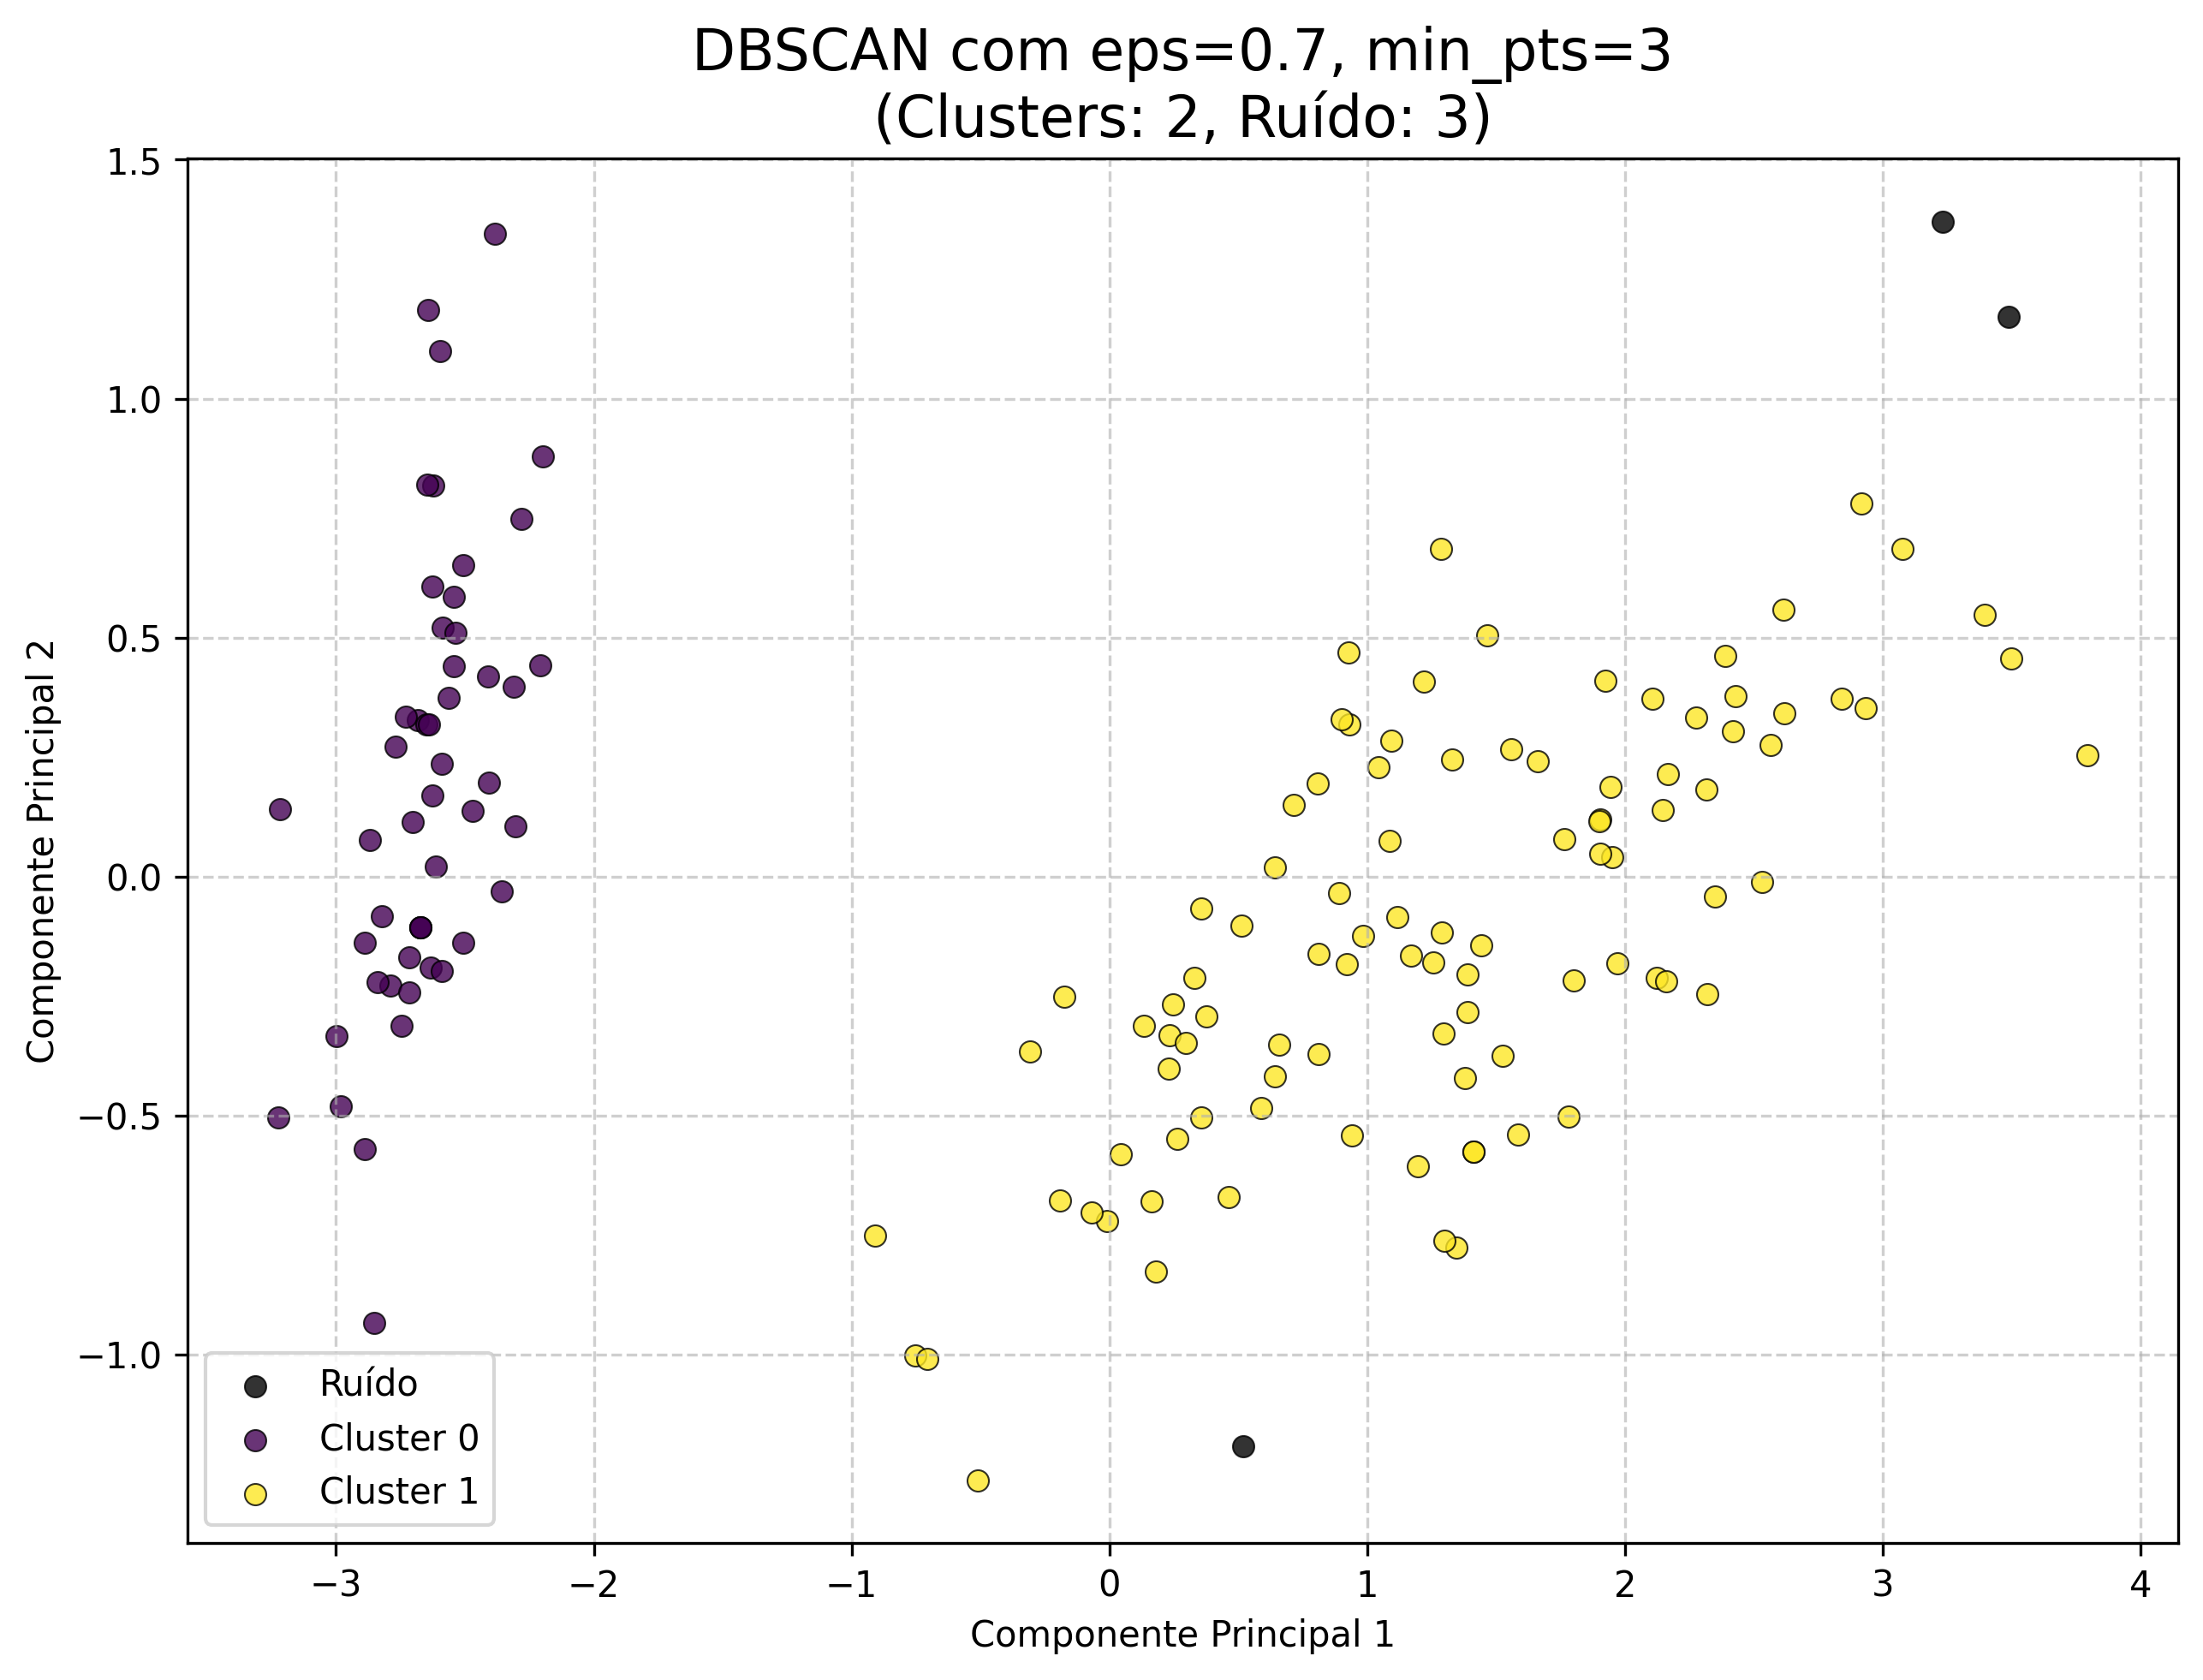 DBSCAN com eps=0.7, min_pts=3
(Clusters: 2, Ruído: 3)
1.5
1.0
0.5
0.0
−0.5
−1.0
Componente Principal 2
Ruído
Cluster 0
Cluster 1
−3
−2
−1
0
1
2
3
4
Componente Principal 1